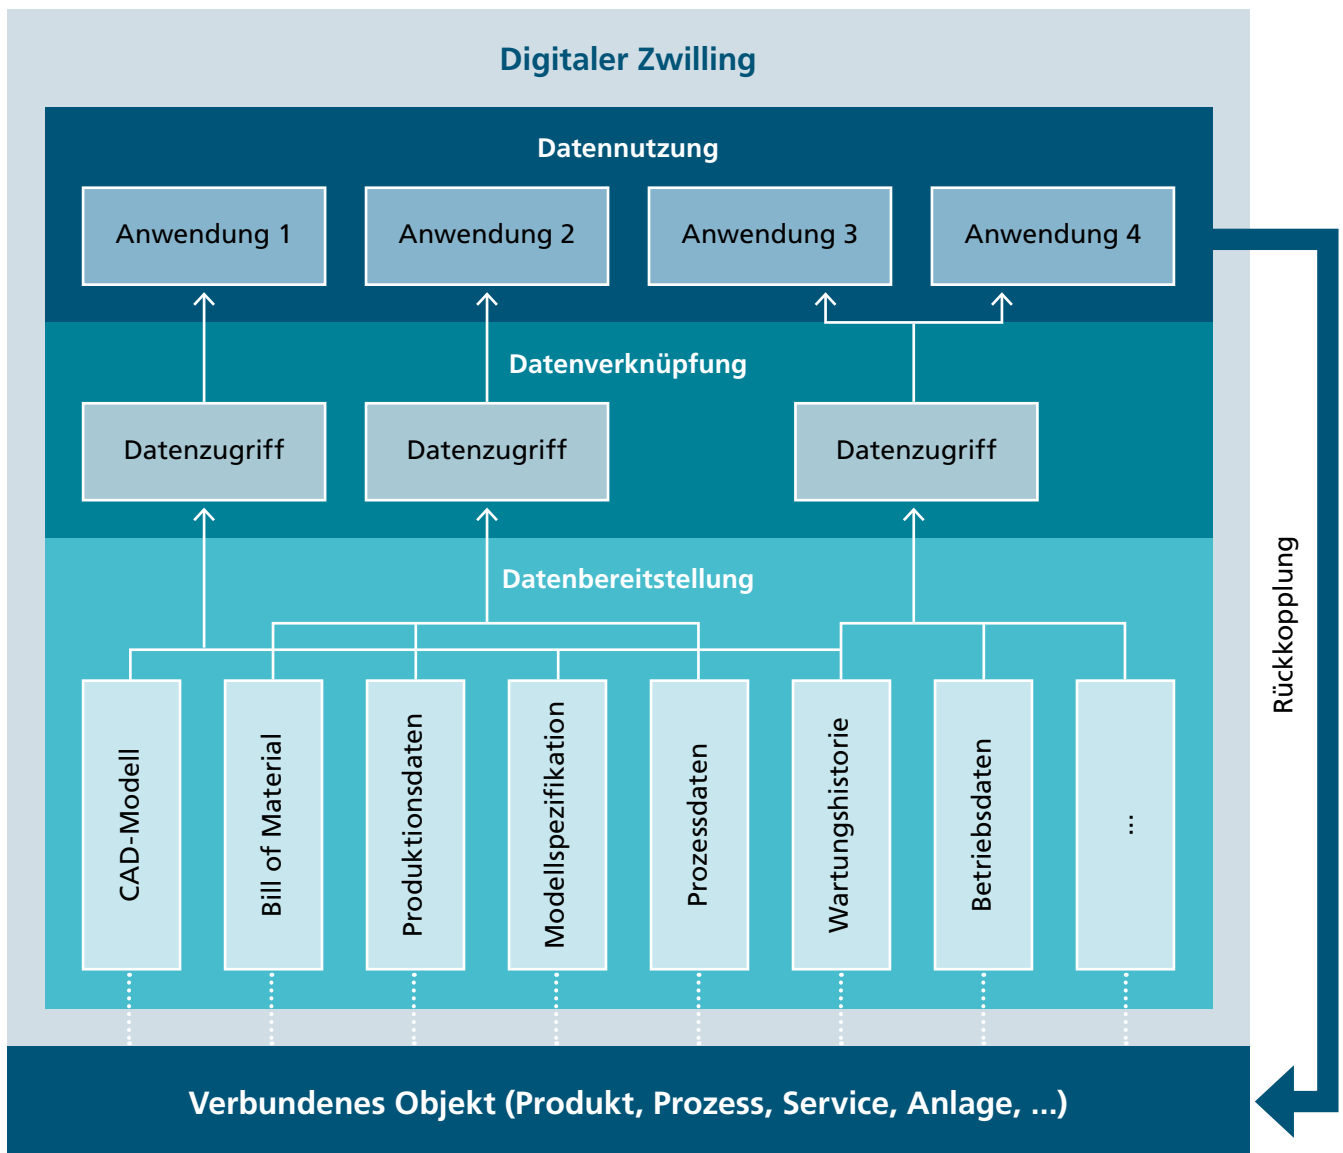 Digitaler Zwilling
Datennutzung
Anwendung 1
Anwendung 2
Anwendung 3
Anwendung 4
Datenverknüpfung
Datenzugriff
Datenzugriff
Datenzugriff
Datenbereitstellung
CAD-Modell
Bill of Material
Produktionsdaten
Modellspezifikation
Prozessdaten
Wartungshistorie
Betriebsdaten
...
Rückkopplung
Verbundenes Objekt (Produkt, Prozess, Service, Anlage, ...)